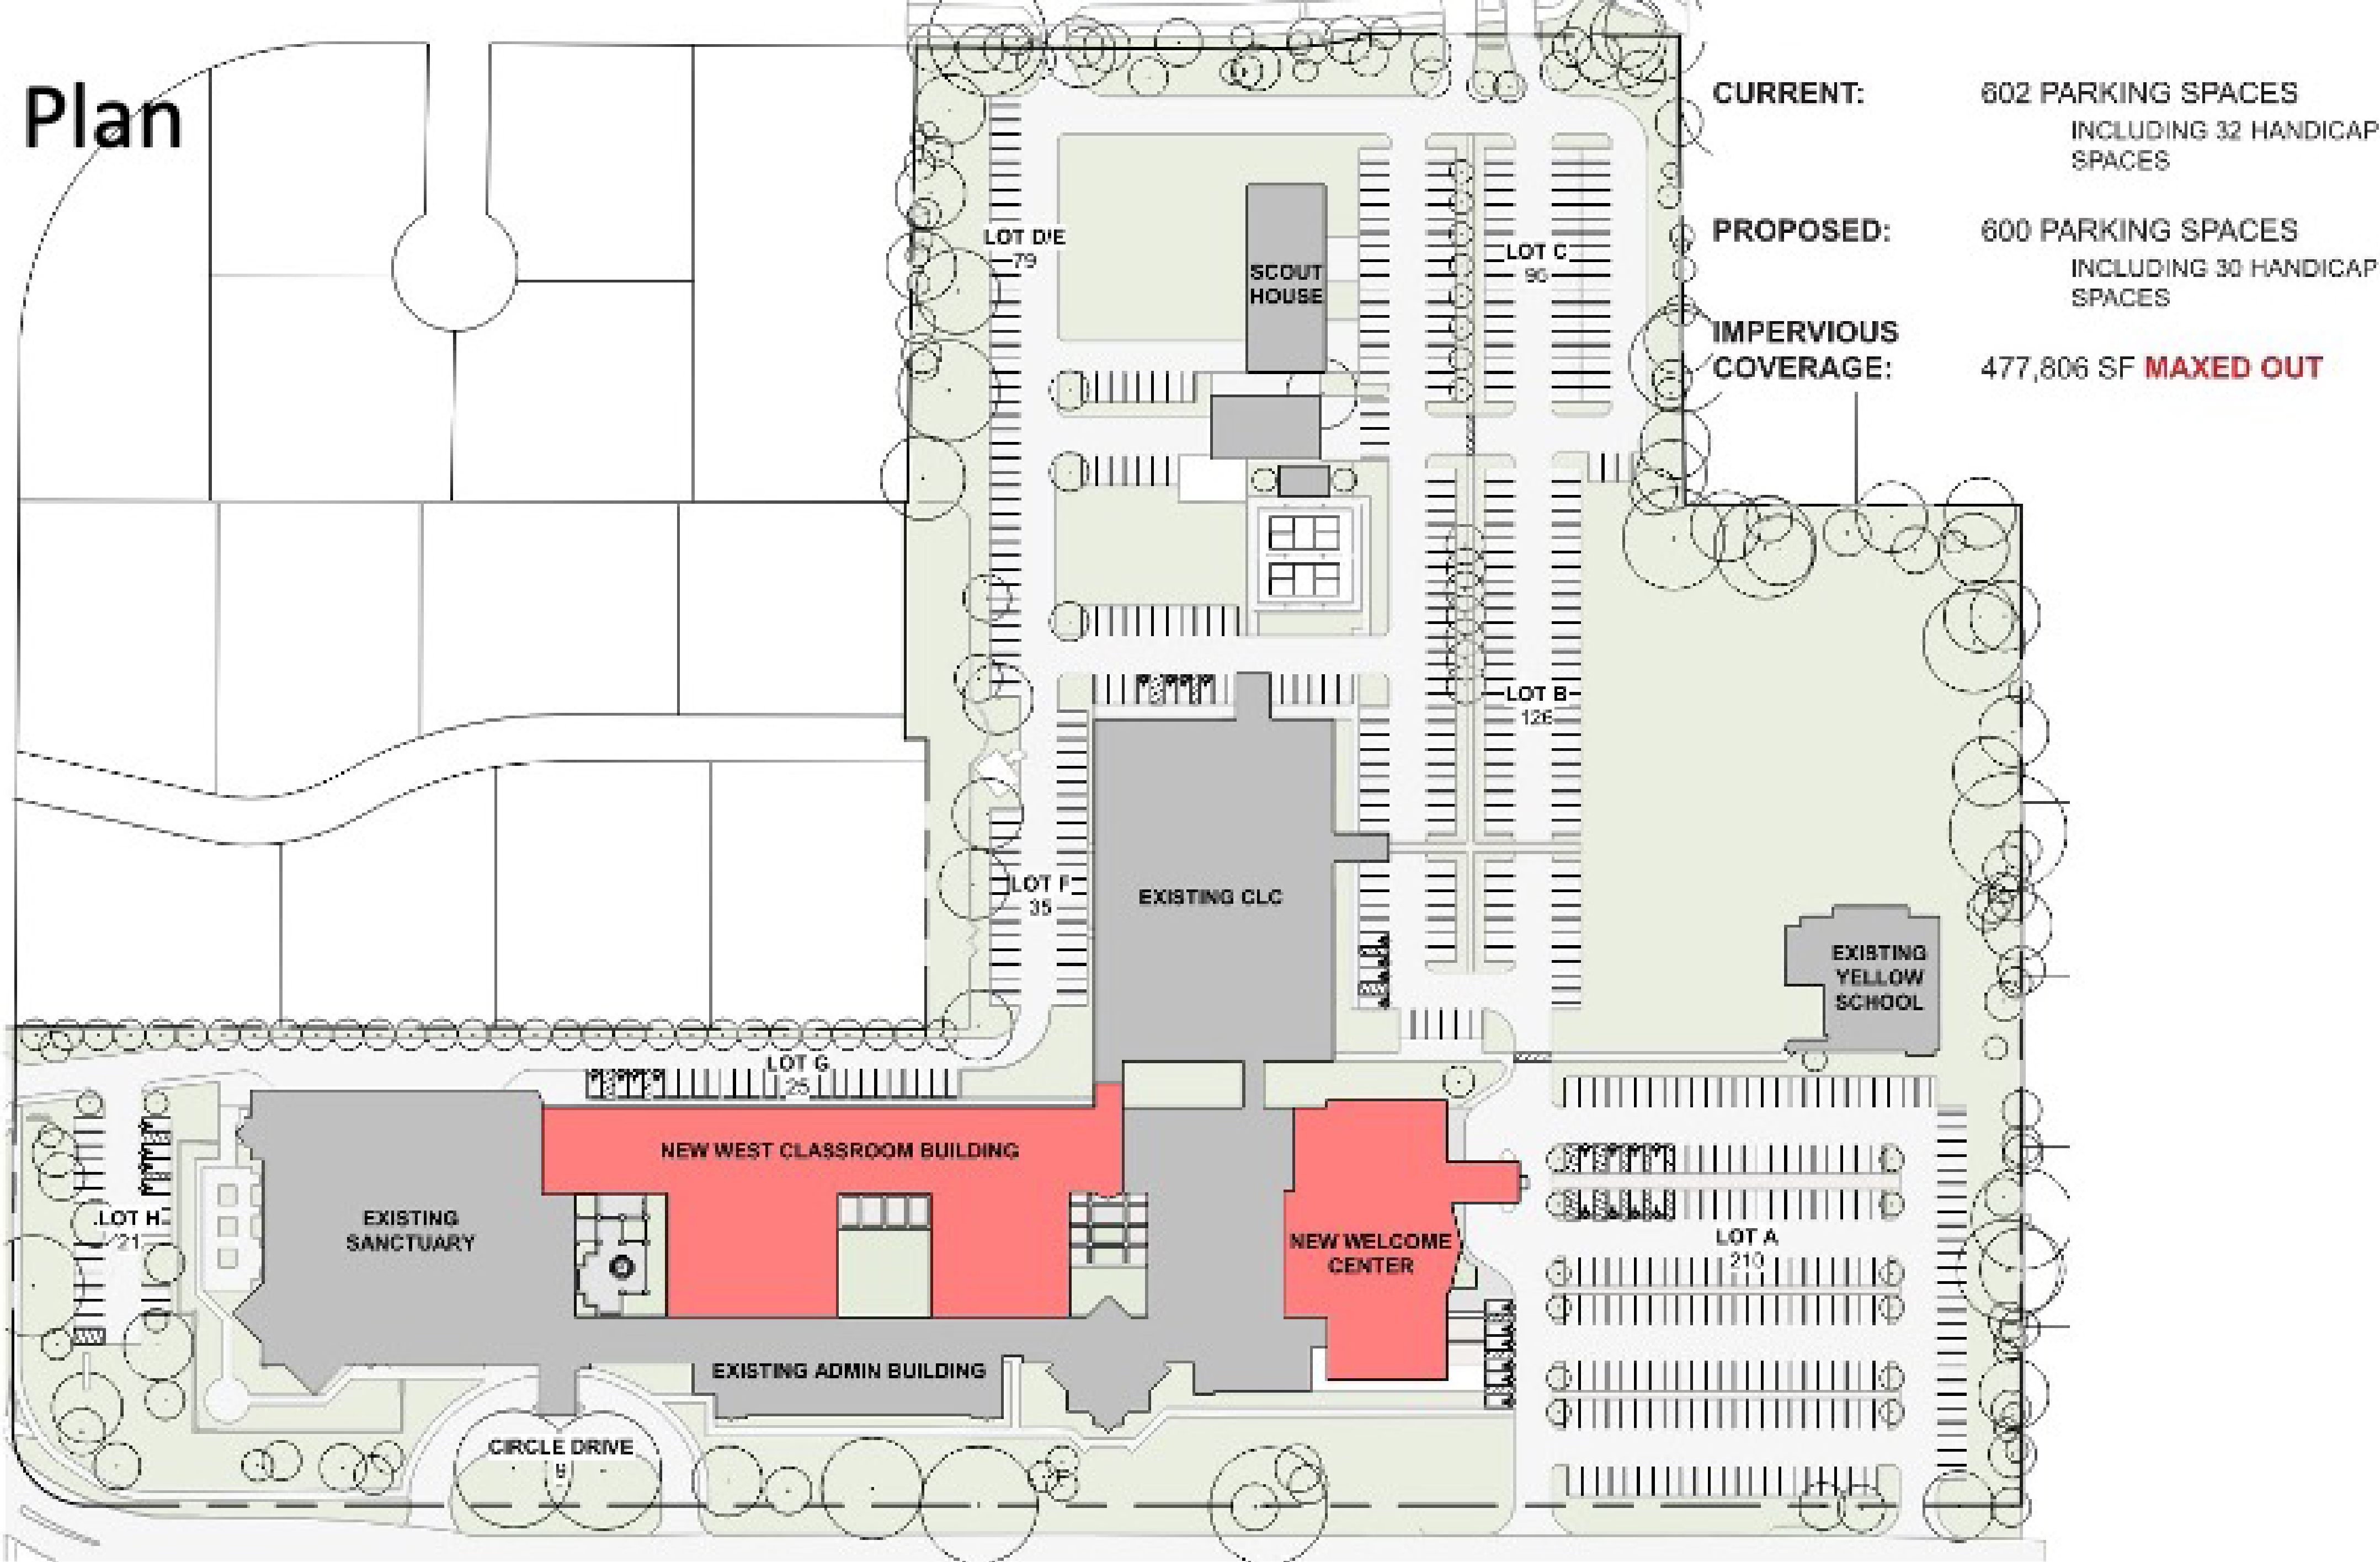 Plan
CURRENT: 602 PARKING SPACES
INCLUDING 32 HANDICAP
SPACES
PROPOSED: 600 PARKING SPACES
INCLUDING 30 HANDICAP
SPACES
IMPERVIOUS
COVERAGE: 477,806 SF MAXED OUT
LOT D/E
79
SCOUT
HOUSE
LOT C
96
LOT B
126
LOT F
35
EXISTING CLC
EXISTING
YELLOW
SCHOOL
LOT G
25
NEW WEST CLASSROOM BUILDING
LOT H
21
EXISTING
SANCTUARY
NEW WELCOME
CENTER
LOT A
210
EXISTING ADMIN BUILDING
CIRCLE DRIVE
9